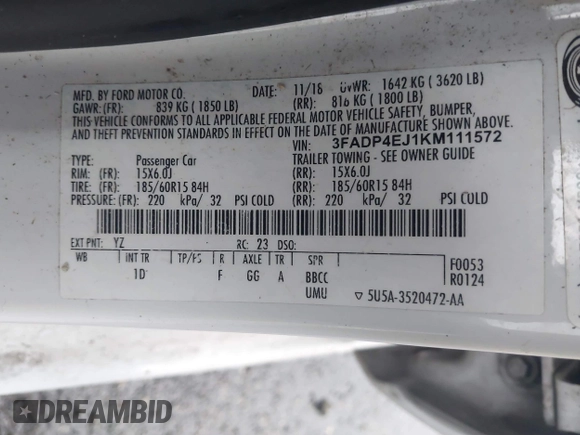 MFD. BY FORD MOTOR CO.
DATE: 11/18 GVWR: 1642 KG ( 3620 LB)
GAWR: (FR): 839 KG ( 1850 LB) (RR): 816 KG ( 1800 LB)
THIS VEHICLE CONFORMS TO ALL APPLICABLE FEDERAL MOTOR VEHICLE SAFETY, BUMPER,
AND THEFT PREVENTION STANDARDS IN EFFECT ON THE DATE OF MANUFACTURE SHOWN ABOVE.
VIN: 3FADP4EJ1KM111572
TYPE: Passenger Car TRAILER TOWING - SEE OWNER GUIDE
RIM: (FR) 15X6.0J (RR): 15X6.0J
TIRE: (FR) 185/60R15 84H (RR): 185/60R15 84H
PRESSURE: (FR) 220 kPa/ 32 PSI COLD (RR): 220 kPa/ 32 PSI COLD
EXT PNT: YZ RC: 23 DSO:
WB INT TR TP/PS R AXLE TR SPR F0053
1D F GG A BBCC R0124
UMU ▽ 5U5A-3520472-AA
DREAMBID